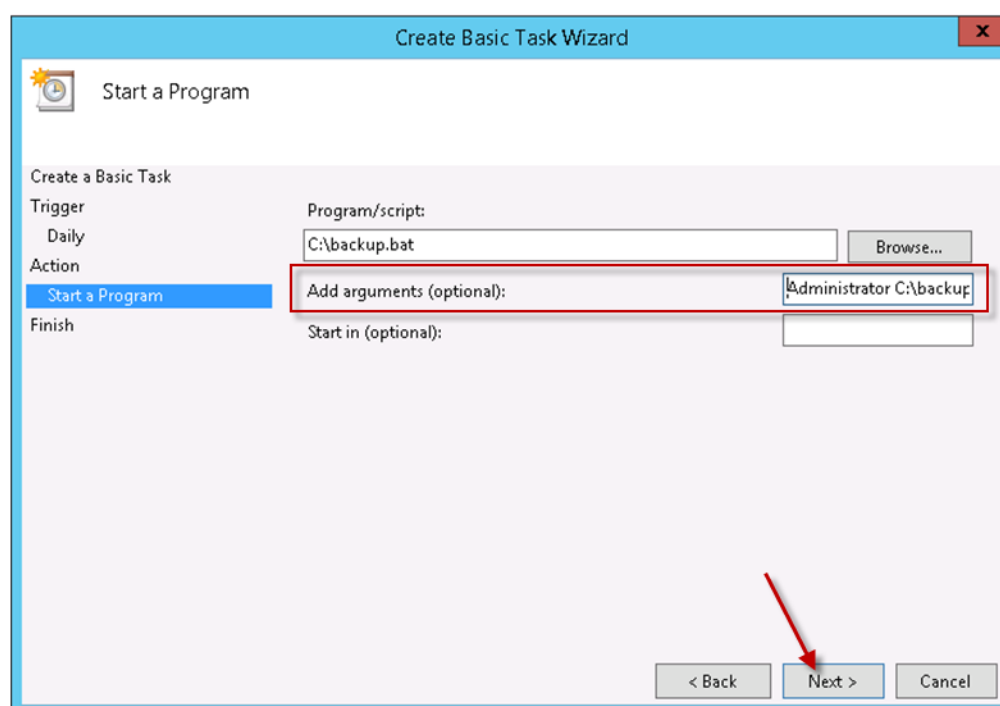 Create Basic Task Wizard
x
Start a Program
Create a Basic Task
Trigger
Daily
Action
Start a Program
Finish
Program/script:
C:\backup.bat
Browse...
Add arguments (optional):
Administrator C:\backup
Start in (optional):
< Back
Next >
Cancel